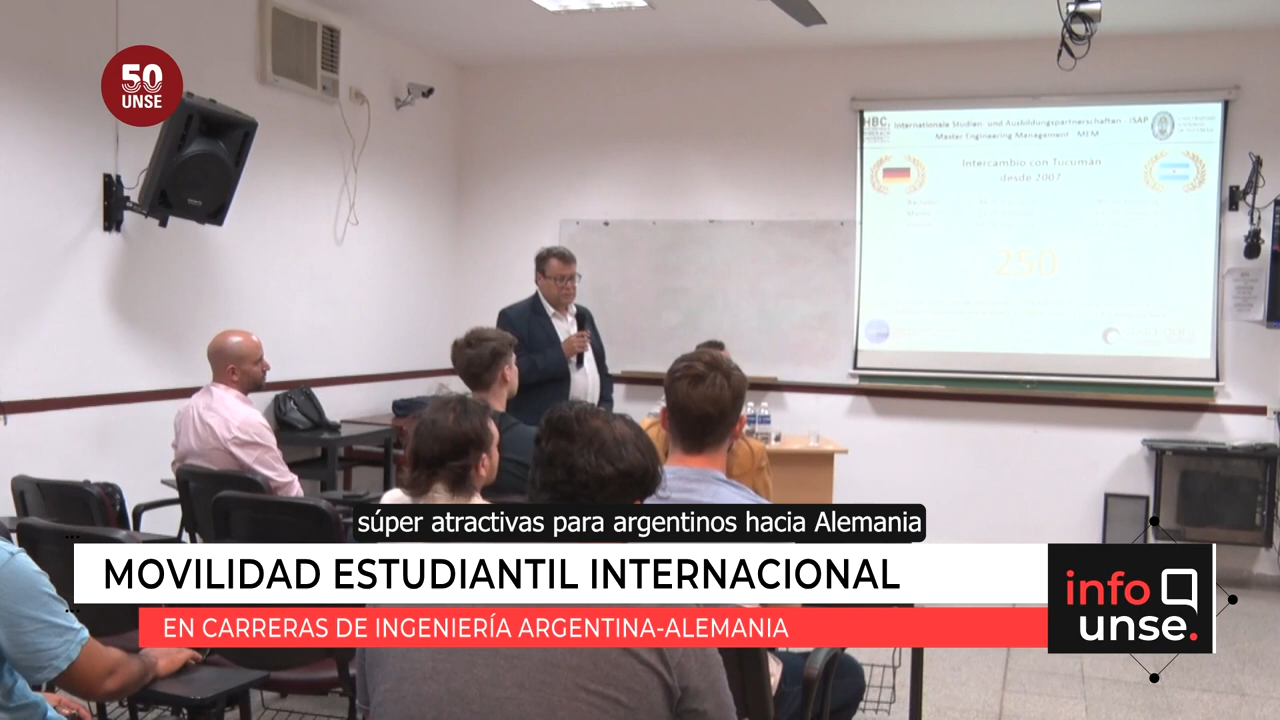 50
UNSE
HBC.
Internationale Studien- und Ausbildungspartnerschaften - ISAP
Master Engineering Management - MEM
Intercambio con Tucumán
desde 2007
250
súper atractivas para argentinos hacia Alemania
MOVILIDAD ESTUDIANTIL INTERNACIONAL
EN CARRERAS DE INGENIERÍA ARGENTINA-ALEMANIA
info
unse.